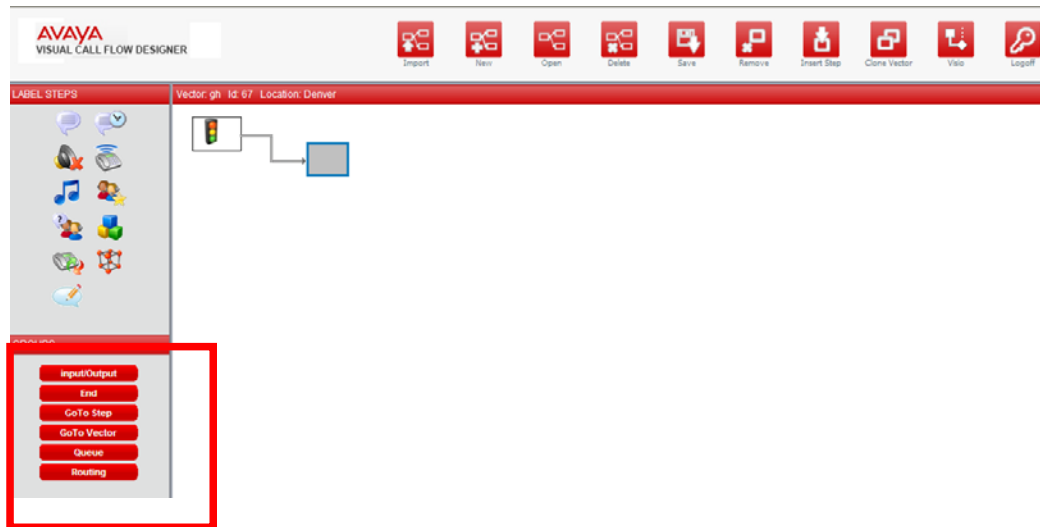 AVAYA
VISUAL CALL FLOW DESIGNER
Import New Open Delete Save Remove Insert Step Clone Vector Visio Logoff
LABEL STEPS
Vector: gh Id: 67 Location: Denver
GROUPS
Input/Output
End
GoTo Step
GoTo Vector
Queue
Routing